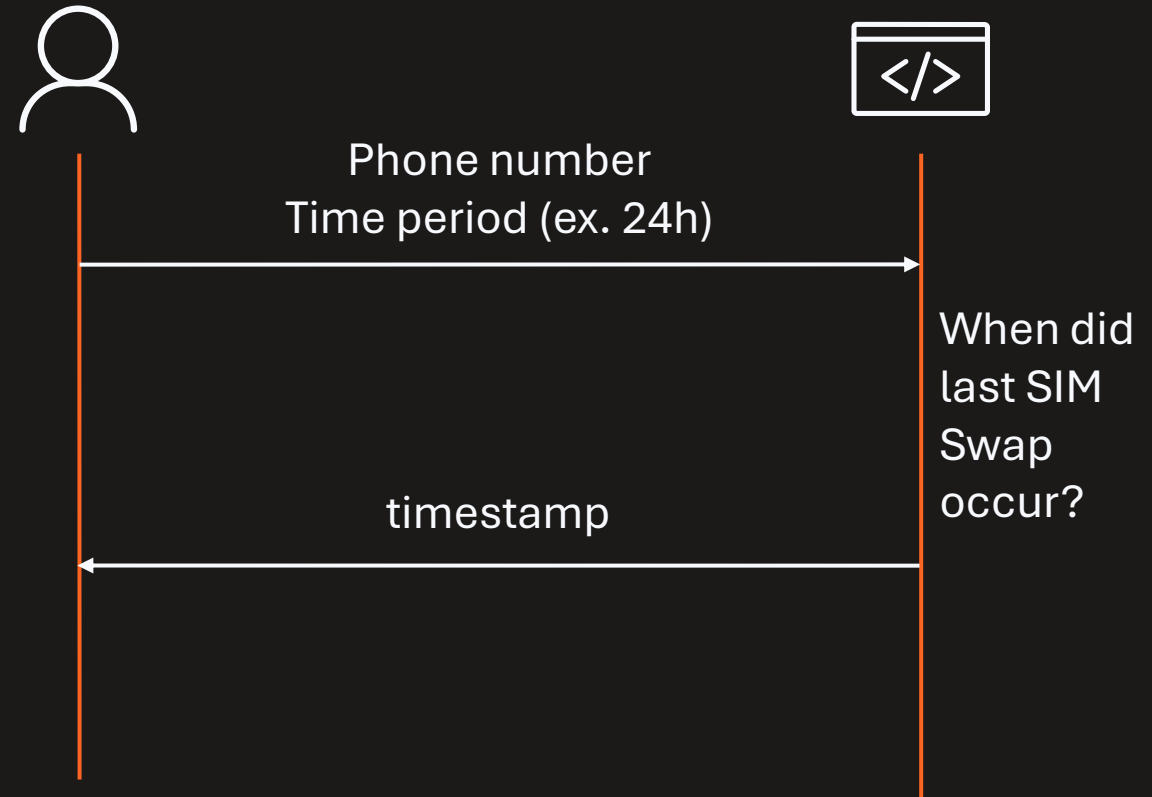 </>
Phone number
Time period (ex. 24h)
When did
last SIM
Swap
occur?
timestamp